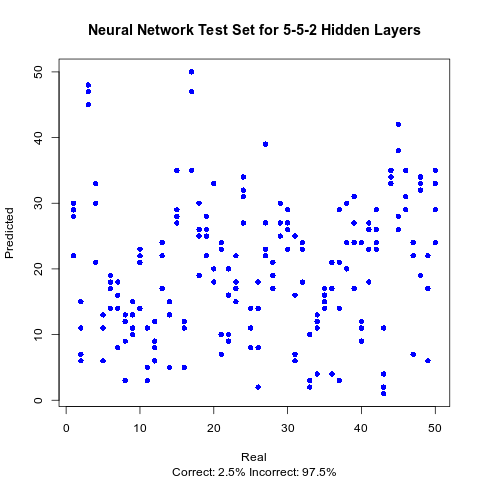 Neural Network Test Set for 5-5-2 Hidden Layers
Predicted
50
40
30
20
10
0
0 10 20 30 40 50
Real
Correct: 2.5% Incorrect: 97.5%